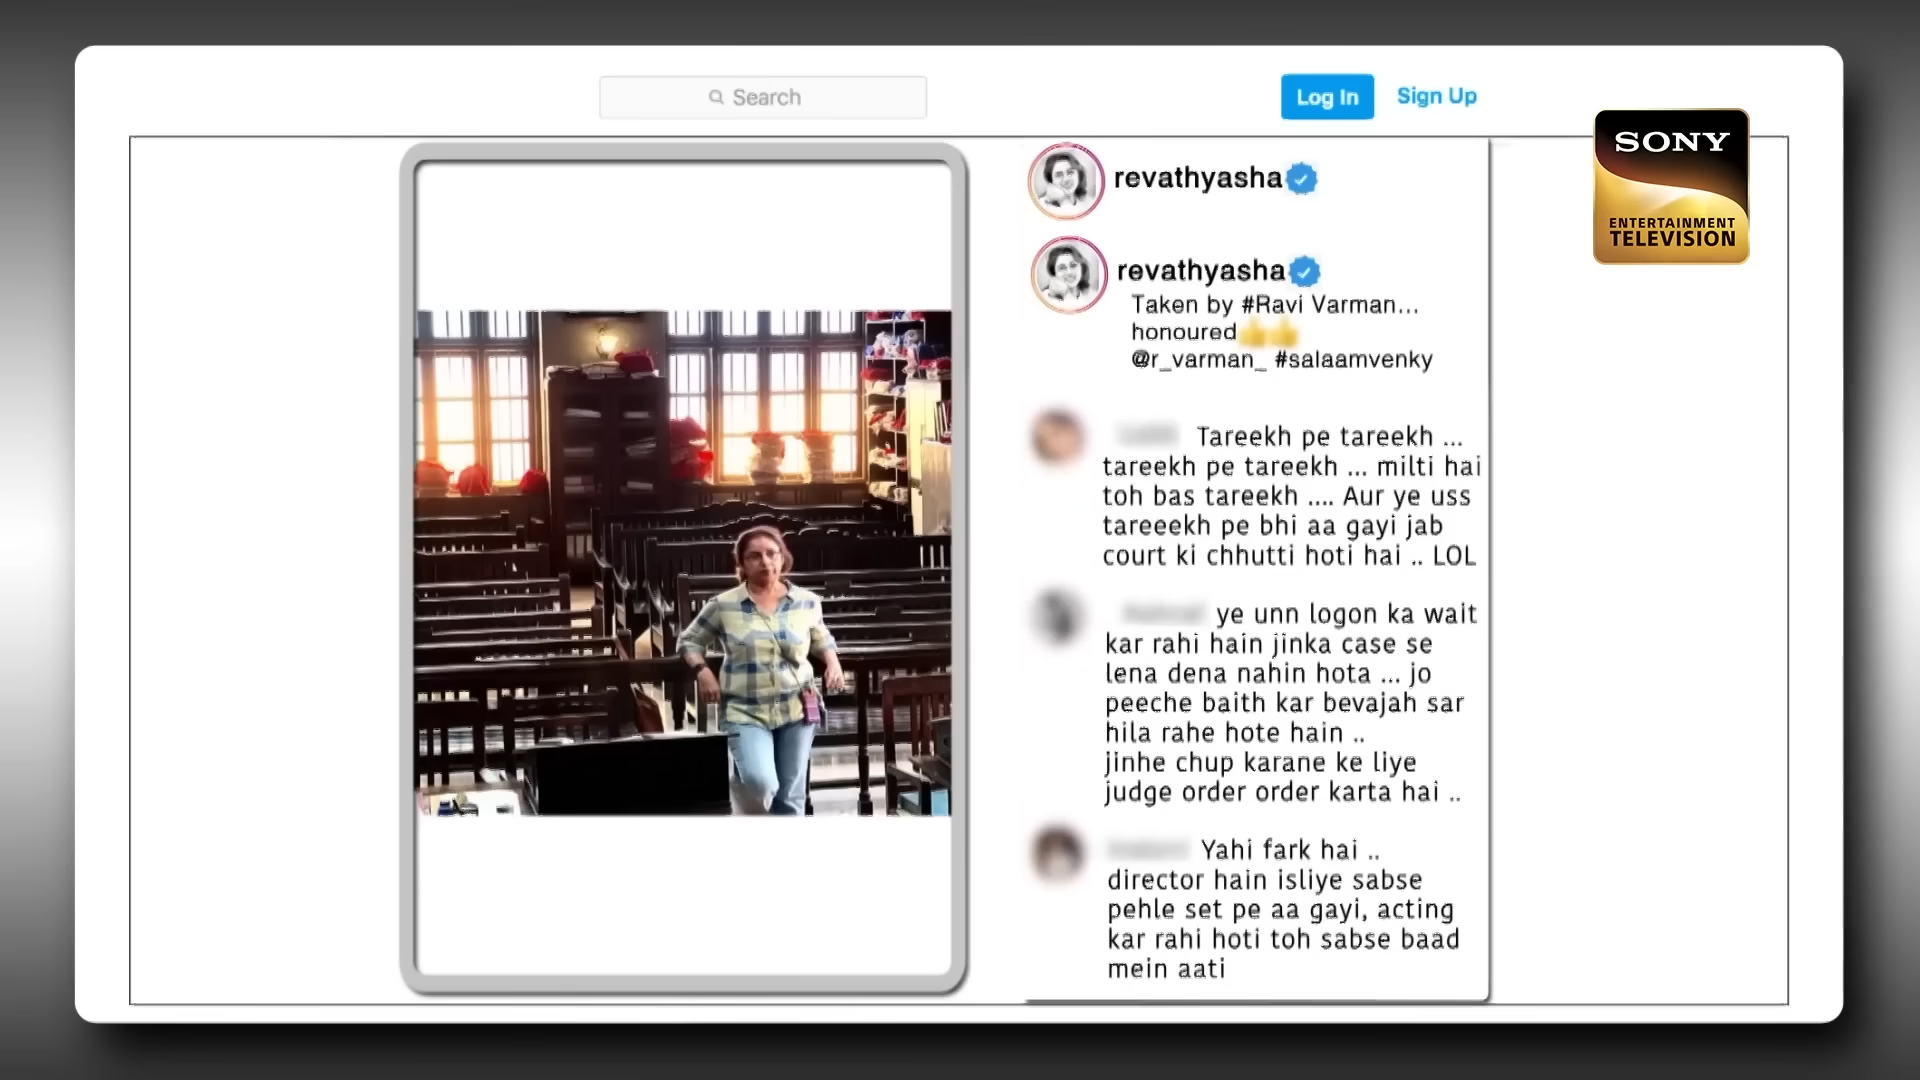 Search
Log In
Sign Up
SONY
ENTERTAINMENT
TELEVISION
revathyasha
revathyasha
Taken by #Ravi Varman...
honoured👍👍
@r_varman_ #salaamvenky
Tareekh pe tareekh ...
tareekh pe tareekh ... milti hai
toh bas tareekh .... Aur ye uss
tareeekh pe bhi aa gayi jab
court ki chhutti hoti hai .. LOL
ye unn logon ka wait
kar rahi hain jinka case se
lena dena nahin hota ... jo
peeche baith kar bevajah sar
hila rahe hote hain ..
jinhe chup karane ke liye
judge order order karta hai ..
Yahi fark hai ..
director hain isliye sabse
pehle set pe aa gayi, acting
kar rahi hoti toh sabse baad
mein aati